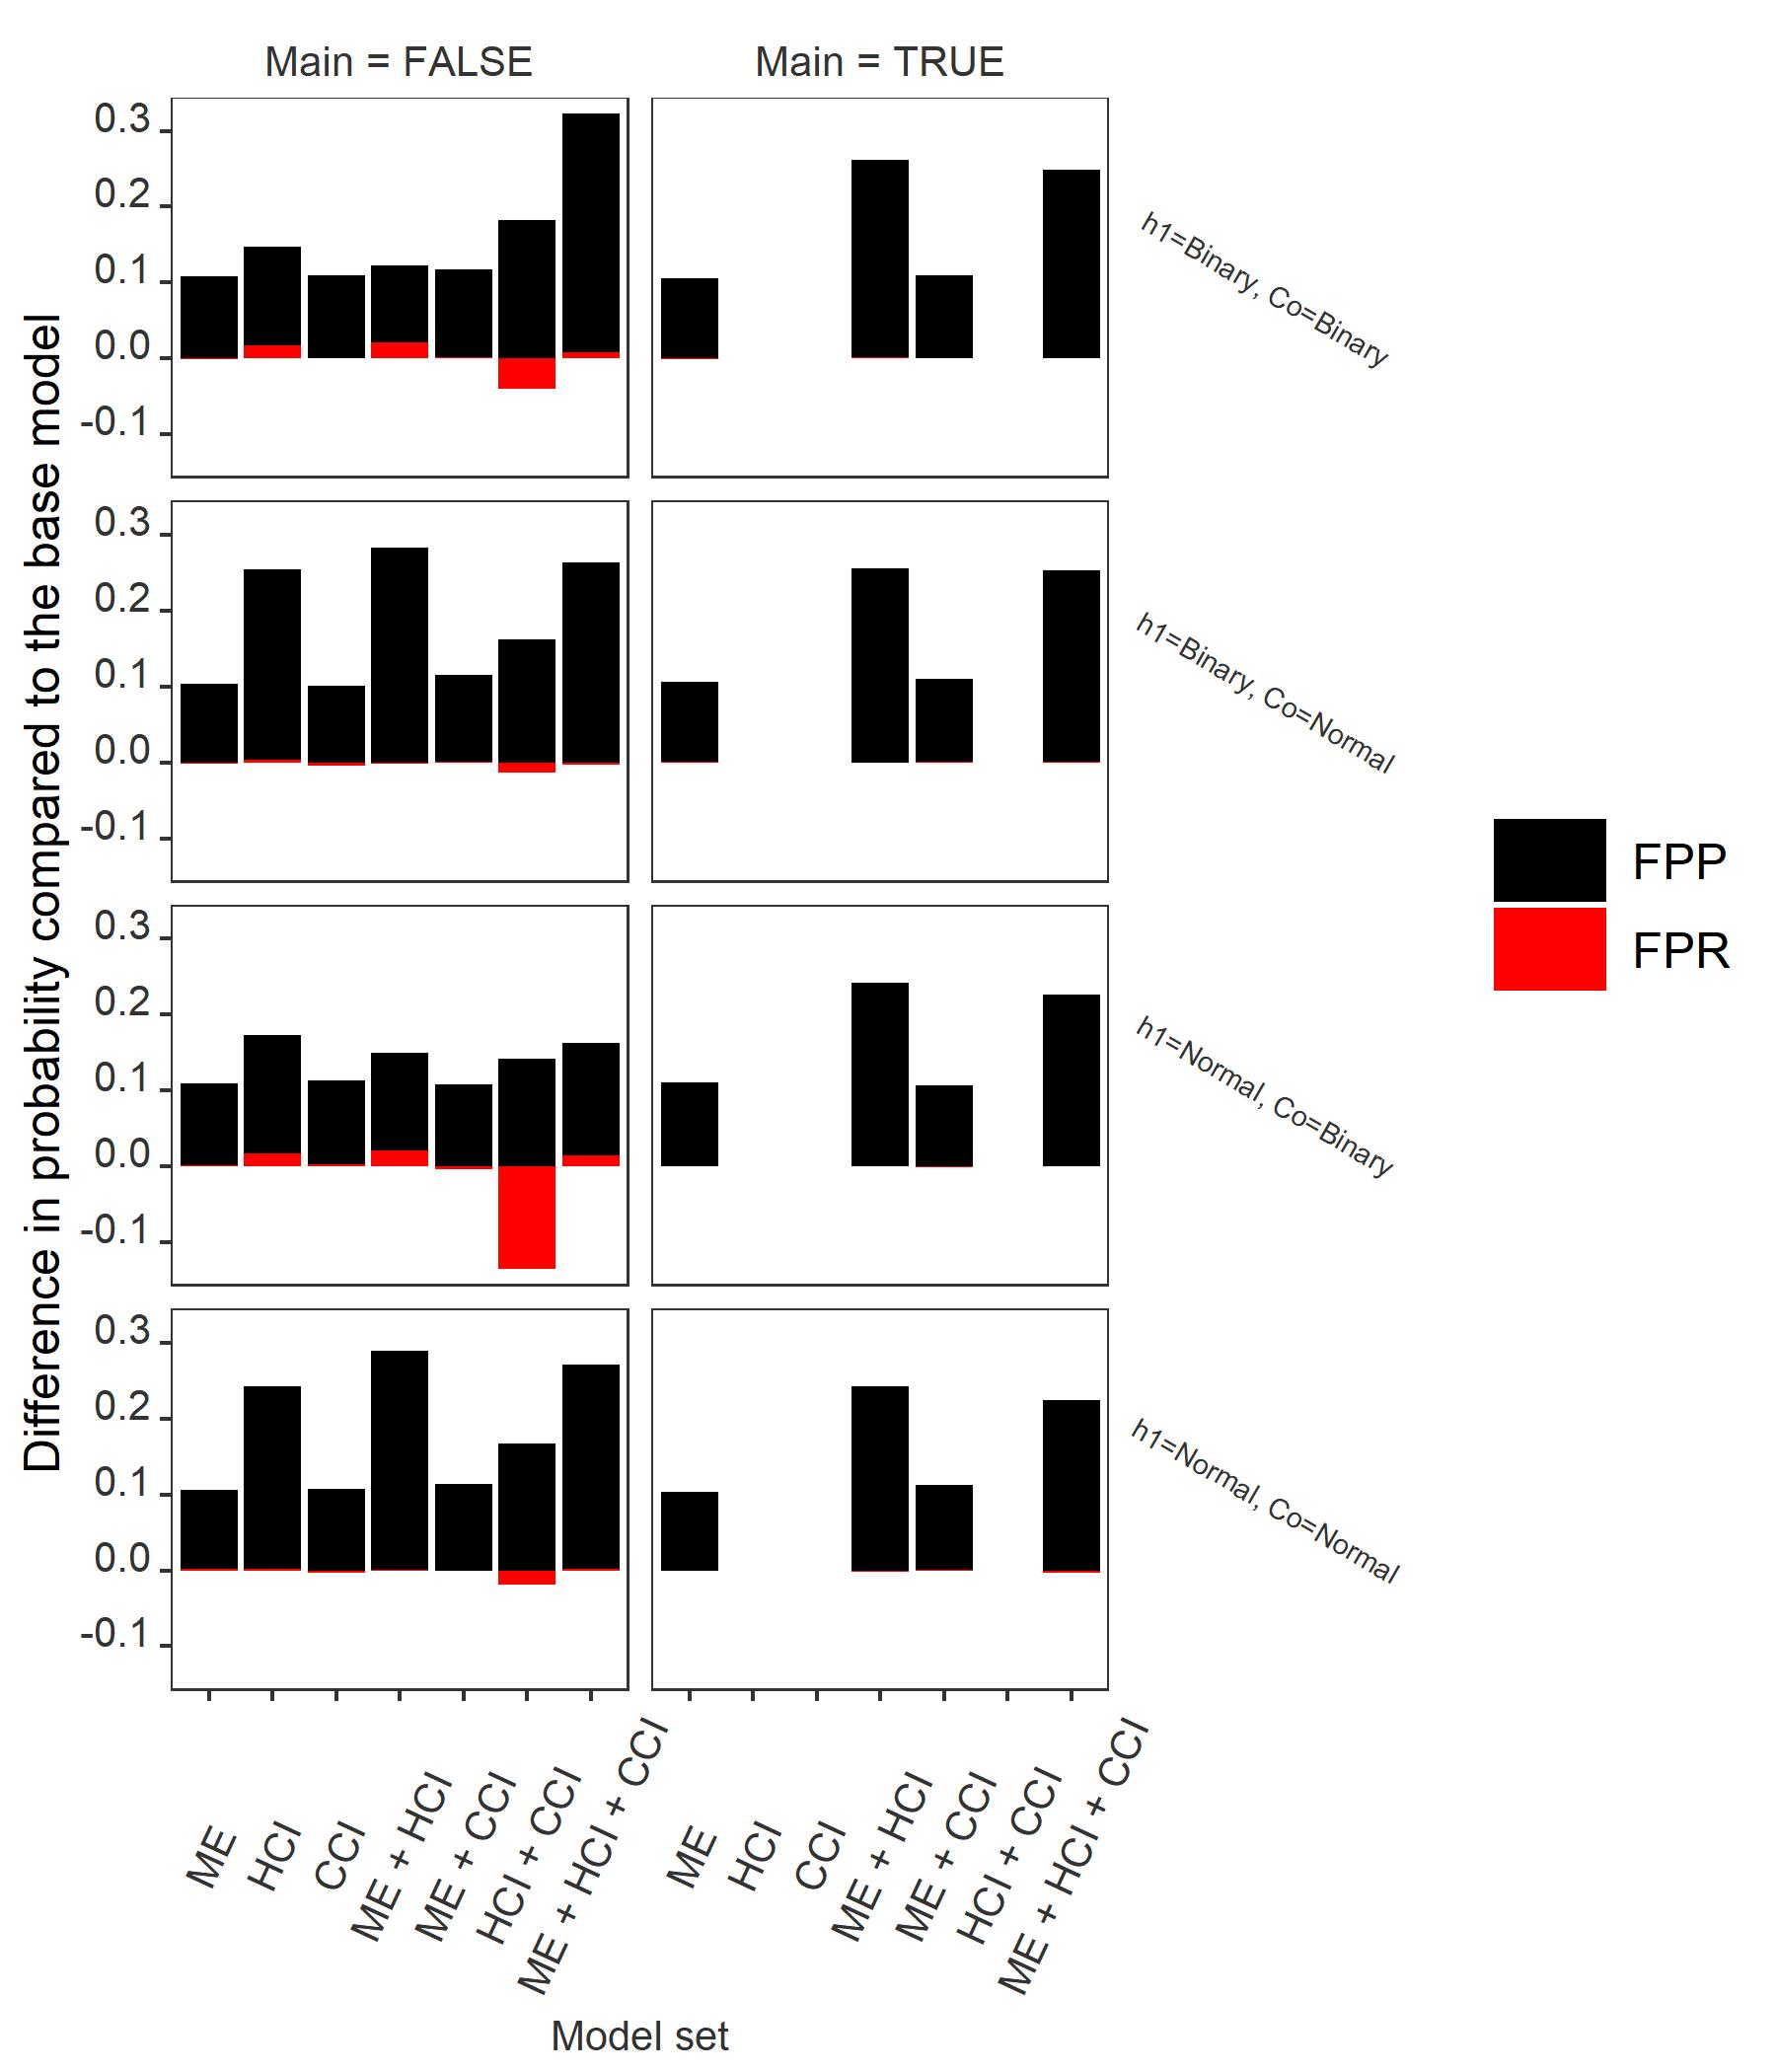 Main = FALSE
Main = TRUE
Difference in probability compared to the base model
0.3
0.2
0.1
0.0
-0.1
h1=Binary, Co=Binary
0.3
0.2
0.1
0.0
-0.1
h1=Binary, Co=Normal
0.3
0.2
0.1
0.0
-0.1
h1=Normal, Co=Binary
0.3
0.2
0.1
0.0
-0.1
h1=Normal, Co=Normal
FPP
FPR
ME
HCI
CCI
ME + HCI
ME + CCI
HCI + CCI
ME + HCI + CCI
ME
HCI
CCI
ME + HCI
ME + CCI
HCI + CCI
ME + HCI + CCI
Model set